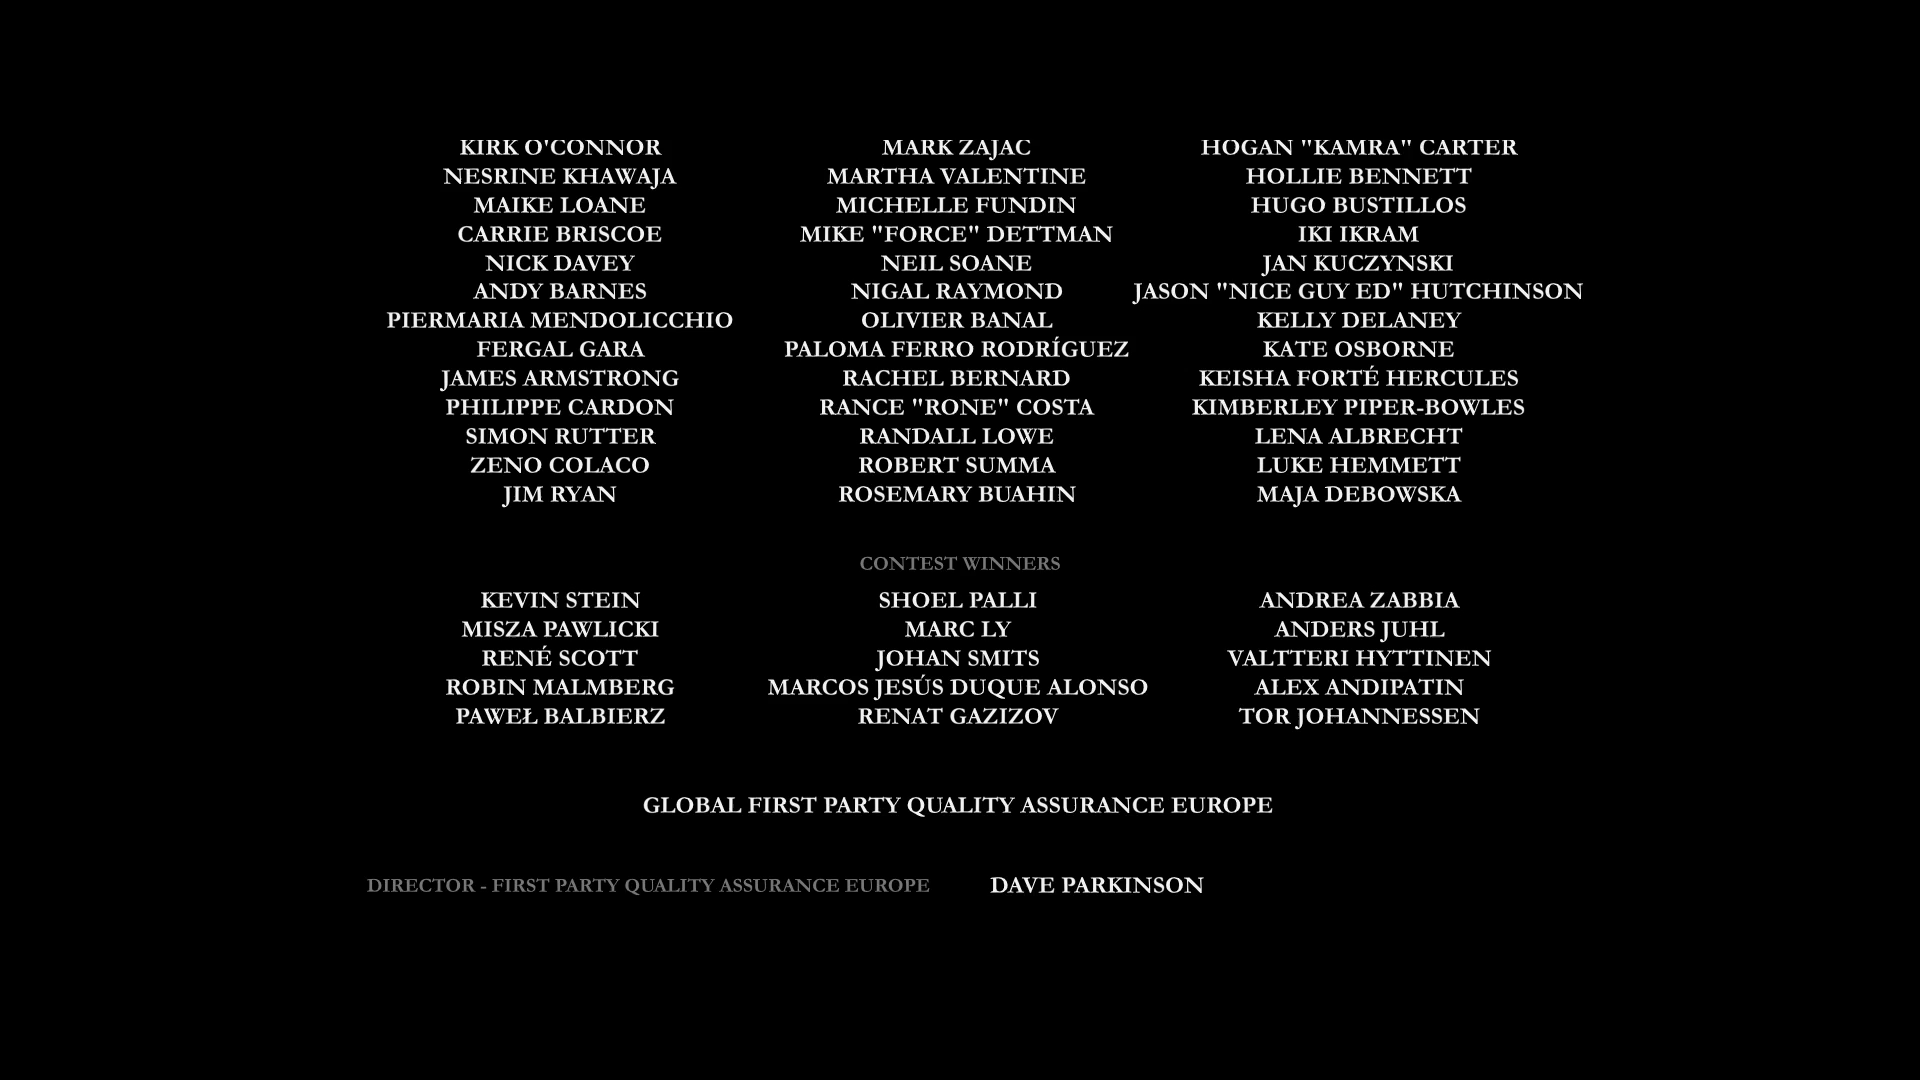 KIRK O'CONNOR MARK ZAJAC HOGAN "KAMRA" CARTER
NESRINE KHAWAJA MARTHA VALENTINE HOLLIE BENNETT
MAIKE LOANE MICHELLE FUNDIN HUGO BUSTILLOS
CARRIE BRISCOE MIKE "FORCE" DETTMAN IKI IKRAM
NICK DAVEY NEIL SOANE JAN KUCZYNSKI
ANDY BARNES NIGAL RAYMOND JASON "NICE GUY ED" HUTCHINSON
PIERMARIA MENDOLICCHIO OLIVIER BANAL KELLY DELANEY
FERGAL GARA PALOMA FERRO RODRÍGUEZ KATE OSBORNE
JAMES ARMSTRONG RACHEL BERNARD KEISHA FORTÉ HERCULES
PHILIPPE CARDON RANCE "RONE" COSTA KIMBERLEY PIPER-BOWLES
SIMON RUTTER RANDALL LOWE LENA ALBRECHT
ZENO COLACO ROBERT SUMMA LUKE HEMMETT
JIM RYAN ROSEMARY BUAHIN MAJA DEBOWSKA
CONTEST WINNERS
KEVIN STEIN SHOEL PALLI ANDREA ZABBIA
MISZA PAWLICKI MARC LY ANDERS JUHL
RENÉ SCOTT JOHAN SMITS VALTTERI HYTTINEN
ROBIN MALMBERG MARCOS JESÚS DUQUE ALONSO ALEX ANDIPATIN
PAWEŁ BALBIERZ RENAT GAZIZOV TOR JOHANNESSEN
GLOBAL FIRST PARTY QUALITY ASSURANCE EUROPE
DIRECTOR - FIRST PARTY QUALITY ASSURANCE EUROPE DAVE PARKINSON